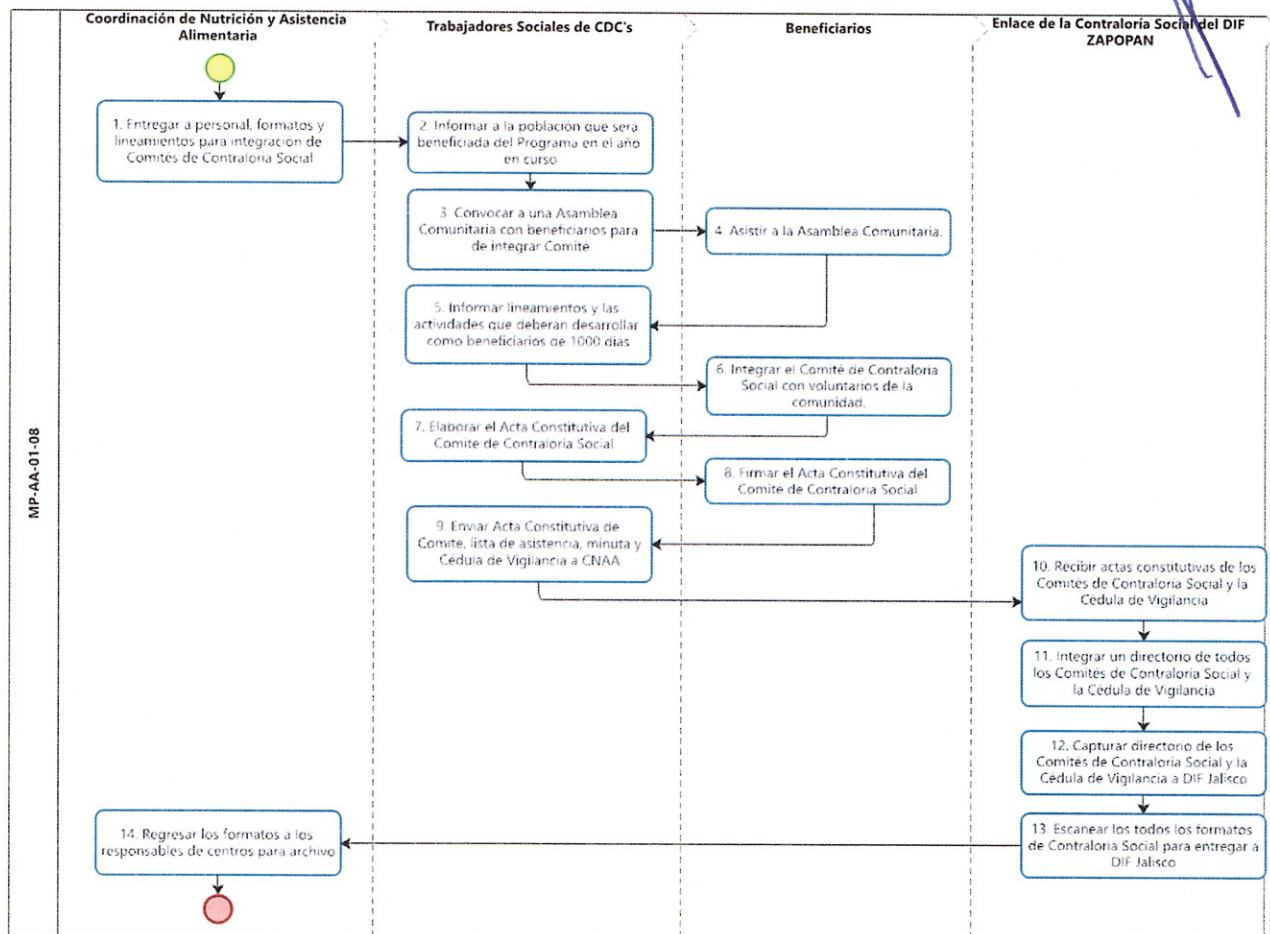 Coordinación de Nutrición y Asistencia
Alimentaria
Trabajadores Sociales de CDC's
Beneficiarios
Enlace de la Contraloría Social del DIF
ZAPOPAN
MP-AA-01-08
1. Entregar a personal, formatos y
lineamientos para integracion de
Comités de Contraloria Social
2. Informar a la población que será
beneficiada del Programa en el año
en curso
3. Convocar a una Asamblea
Comunitaria con beneficiarios para
de integrar Comité
4. Asistir a la Asamblea Comunitaria.
5. Informar lineamientos y las
actividades que deberan desarrollar
como beneficiarios de 1000 dias
6. Integrar el Comité de Contraloria
Social con voluntarios de la
comunidad.
7. Elaborar el Acta Constitutiva del
Comite de Contraloria Social
8. Firmar el Acta Constitutiva del
Comité de Contraloria Social
9. Enviar Acta Constitutiva de
Comite, lista de asistencia, minuta y
Cédula de Vigilancia a CNAA
10. Recibir actas constitutivas de los
Comités de Contraloria Social y la
Cédula de Vigilancia
11. Integrar un directorio de todos
los Comités de Contraloria Social y
la Cédula de Vigilancia
12. Capturar directorio de los
Comités de Contraloria Social y la
Cédula de Vigilancia a DIF Jalisco
13. Escanear los todos los formatos
de Contraloria Social para entregar a
DIF Jalisco
14. Regresar los formatos a los
responsables de centros para archivo